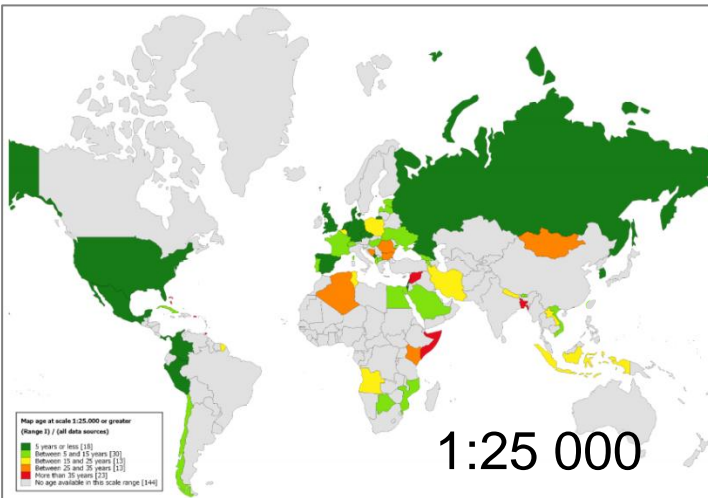 Map age at scale 1:25.000 or greater
(Range I) / (all data sources)
5 years or less [18]
Between 5 and 15 years [30]
Between 15 and 25 years [13]
Between 25 and 35 years [13]
More than 35 years [23]
No age available in this scale range [144]
1:25 000